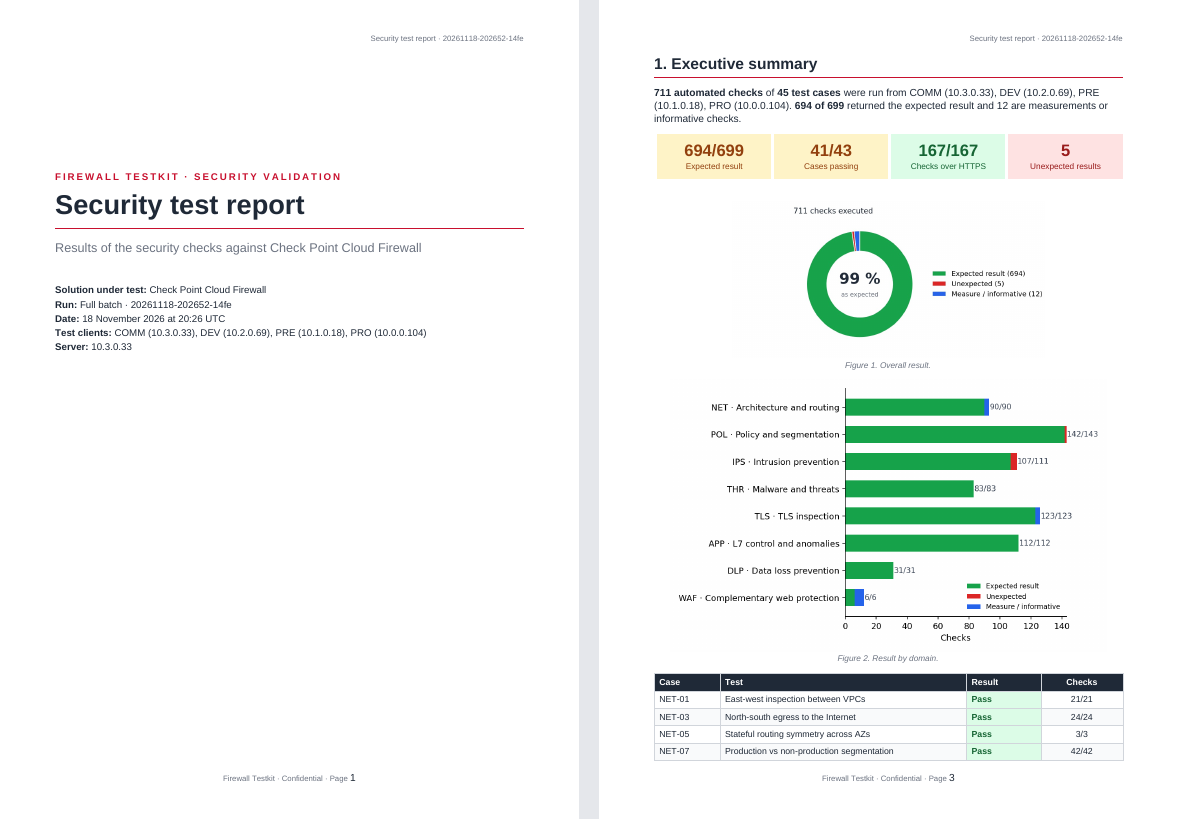 Security test report · 20261118-202652-14fe
FIREWALL TESTKIT · SECURITY VALIDATION
Security test report
Results of the security checks against Check Point Cloud Firewall
Solution under test: Check Point Cloud Firewall
Run: Full batch · 20261118-202652-14fe
Date: 18 November 2026 at 20:26 UTC
Test clients: COMM (10.3.0.33), DEV (10.2.0.69), PRE (10.1.0.18), PRO (10.0.0.104)
Server: 10.3.0.33
Firewall Testkit · Confidential · Page 1
Security test report · 20261118-202652-14fe
1. Executive summary
711 automated checks of 45 test cases were run from COMM (10.3.0.33), DEV (10.2.0.69), PRE
(10.1.0.18), PRO (10.0.0.104). 694 of 699 returned the expected result and 12 are measurements or
informative checks.
694/699
Expected result
41/43
Cases passing
167/167
Checks over HTTPS
5
Unexpected results
711 checks executed
99 %
as expected
Expected result (694)
Unexpected (5)
Measure / informative (12)
Figure 1. Overall result.
NET · Architecture and routing 90/90
POL · Policy and segmentation 142/143
IPS · Intrusion prevention 107/111
THR · Malware and threats 83/83
TLS · TLS inspection 123/123
APP · L7 control and anomalies 112/112
DLP · Data loss prevention 31/31
WAF · Complementary web protection 6/6
Expected result
Unexpected
Measure / informative
0 20 40 60 80 100 120 140
Checks
Figure 2. Result by domain.
Case Test Result Checks
NET-01 East-west inspection between VPCs Pass 21/21
NET-03 North-south egress to the Internet Pass 24/24
NET-05 Stateful routing symmetry across AZs Pass 3/3
NET-07 Production vs non-production segmentation Pass 42/42
Firewall Testkit · Confidential · Page 3